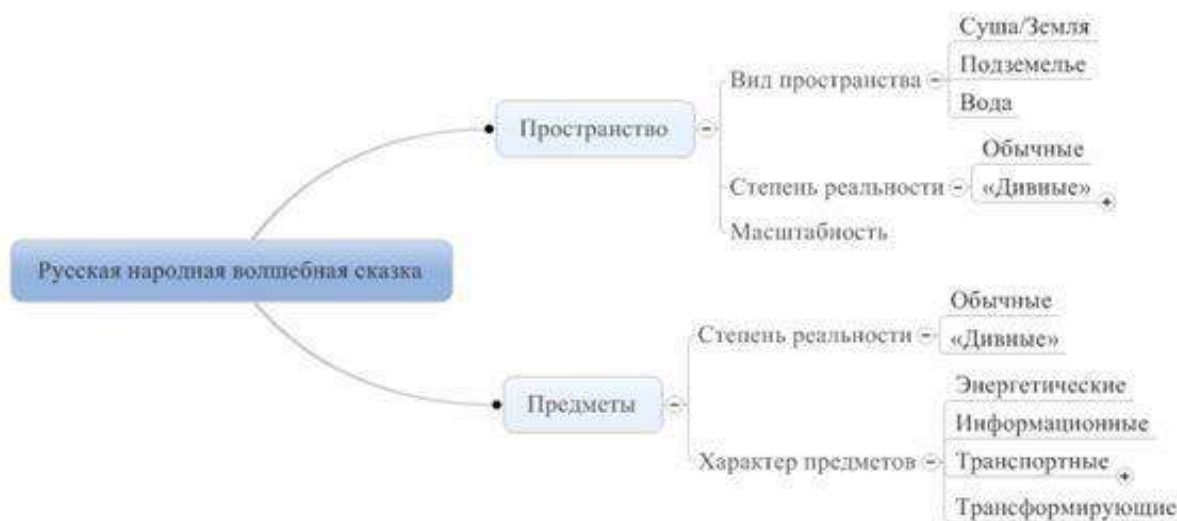 Русская народная волшебная сказка
Пространство
Вид пространства
Суша/Земля
Подземелье
Вода
Степень реальности
Обычные
«Дивные»
Масштабность
Предметы
Степень реальности
Обычные
«Дивные»
Характер предметов
Энергетические
Информационные
Транспортные
Трансформирующие